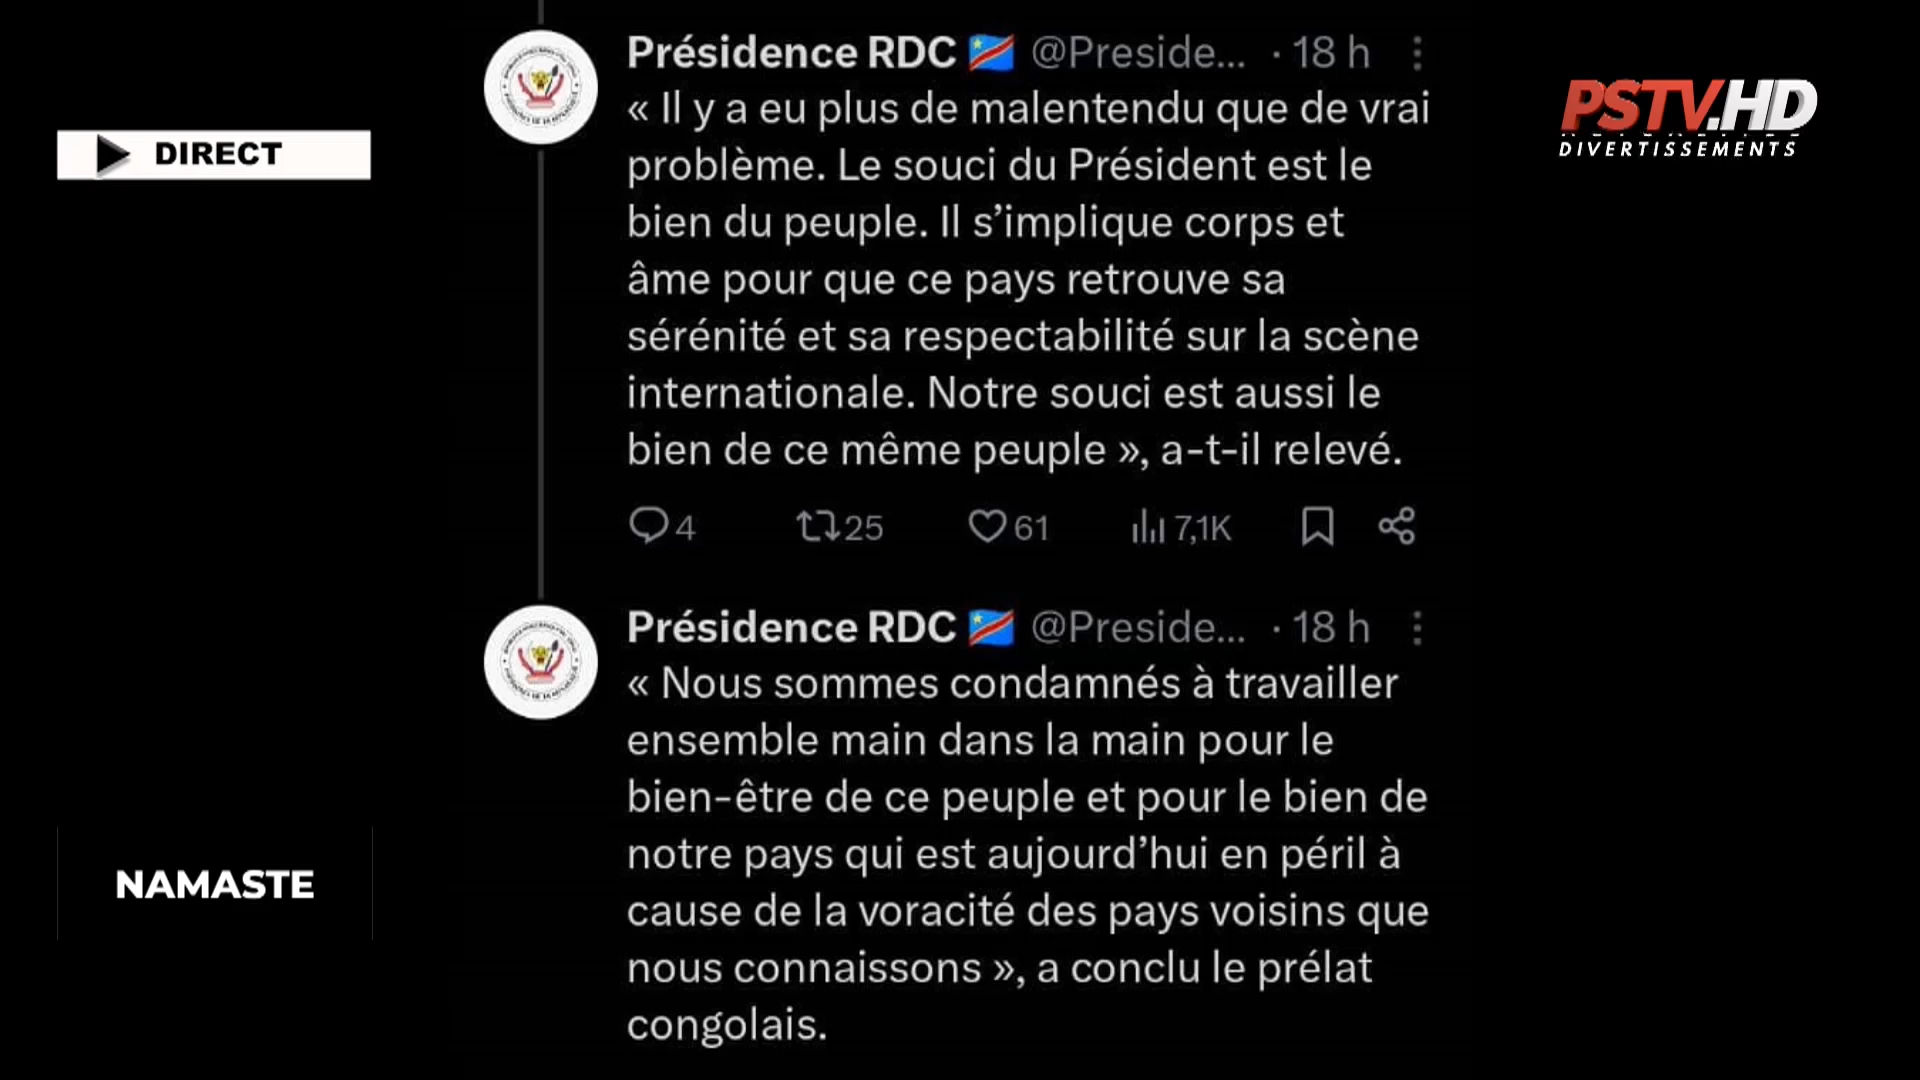 Présidence RDC 🇨🇩 @Preside... · 18 h
« Il y a eu plus de malentendu que de vrai
problème. Le souci du Président est le
bien du peuple. Il s’implique corps et
âme pour que ce pays retrouve sa
sérénité et sa respectabilité sur la scène
internationale. Notre souci est aussi le
bien de ce même peuple », a-t-il relevé.
4 25 61 7,1K
Présidence RDC 🇨🇩 @Preside... · 18 h
« Nous sommes condamnés à travailler
ensemble main dans la main pour le
bien-être de ce peuple et pour le bien de
notre pays qui est aujourd’hui en péril à
cause de la voracité des pays voisins que
nous connaissons », a conclu le prélat
congolais.
DIRECT
NAMASTE
PSTV.HD
DIVERTISSEMENTS